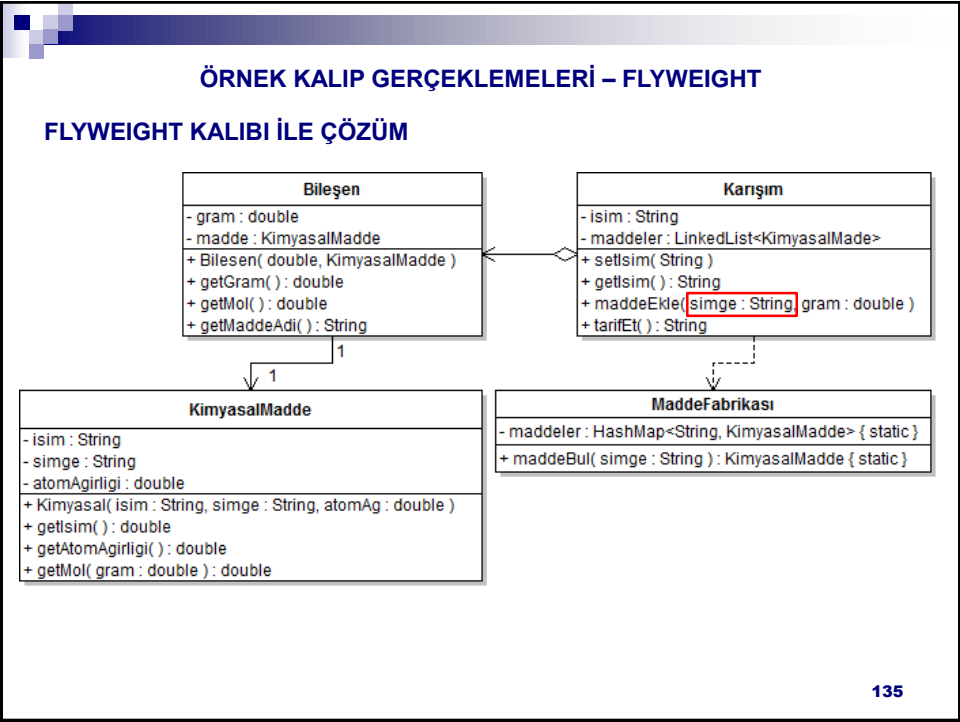 ÖRNEK KALIP GERÇEKLEMELERİ – FLYWEIGHT
FLYWEIGHT KALIBI İLE ÇÖZÜM
Bileşen
- gram : double
- madde : KimyasalMadde
+ Bilesen( double, KimyasalMadde )
+ getGram( ) : double
+ getMol( ) : double
+ getMaddeAdi( ) : String
Karışım
- isim : String
- maddeler : LinkedList<KimyasalMade>
+ setIsim( String )
+ getIsim( ) : String
+ maddeEkle( simge : String, gram : double )
+ tarifEt( ) : String
1
1
KimyasalMadde
- isim : String
- simge : String
- atomAgirligi : double
+ Kimyasal( isim : String, simge : String, atomAg : double )
+ getIsim( ) : double
+ getAtomAgirligi( ) : double
+ getMol( gram : double ) : double
MaddeFabrikası
- maddeler : HashMap<String, KimyasalMadde> { static }
+ maddeBul( simge : String ) : KimyasalMadde { static }
135